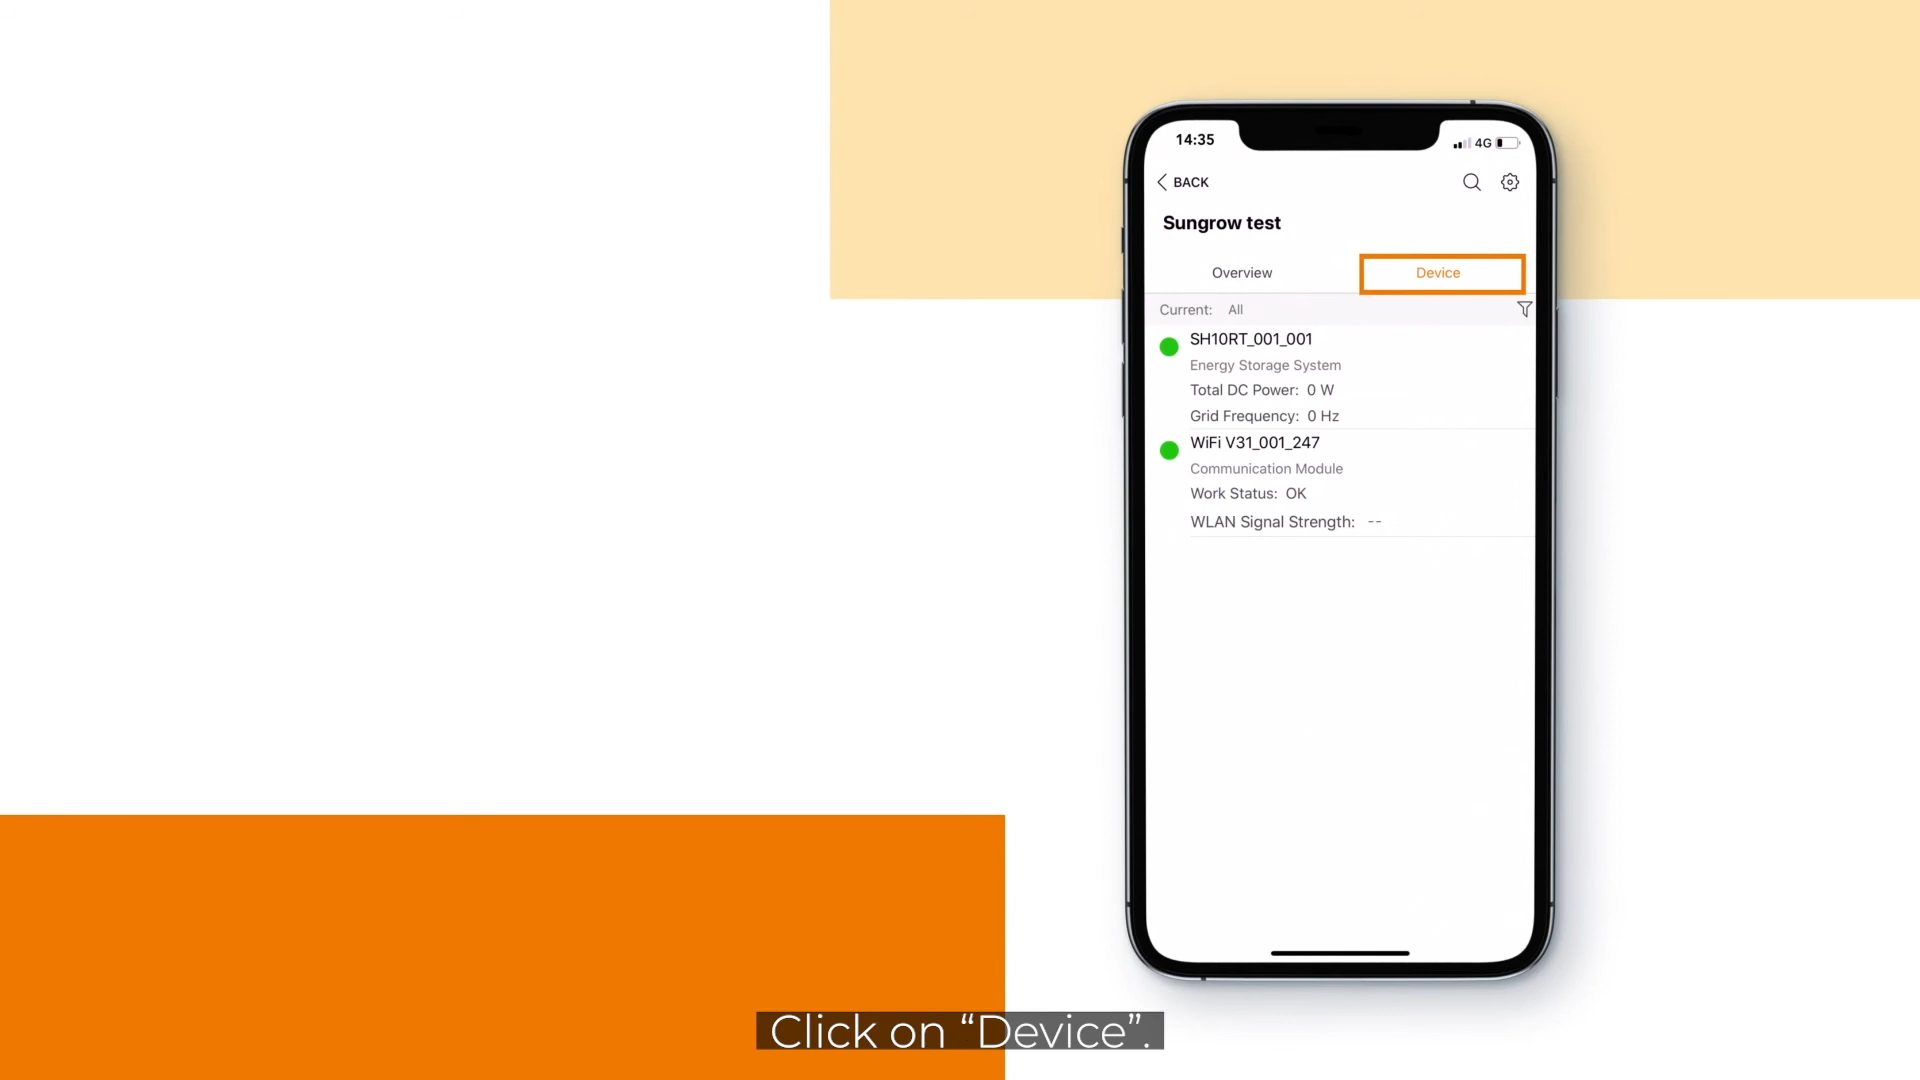 14:35
4G
BACK
Sungrow test
Overview
Device
Current: All
SH10RT_001_001
Energy Storage System
Total DC Power: 0 W
Grid Frequency: 0 Hz
WiFi V31_001_247
Communication Module
Work Status: OK
WLAN Signal Strength: --
Click on “Device”.